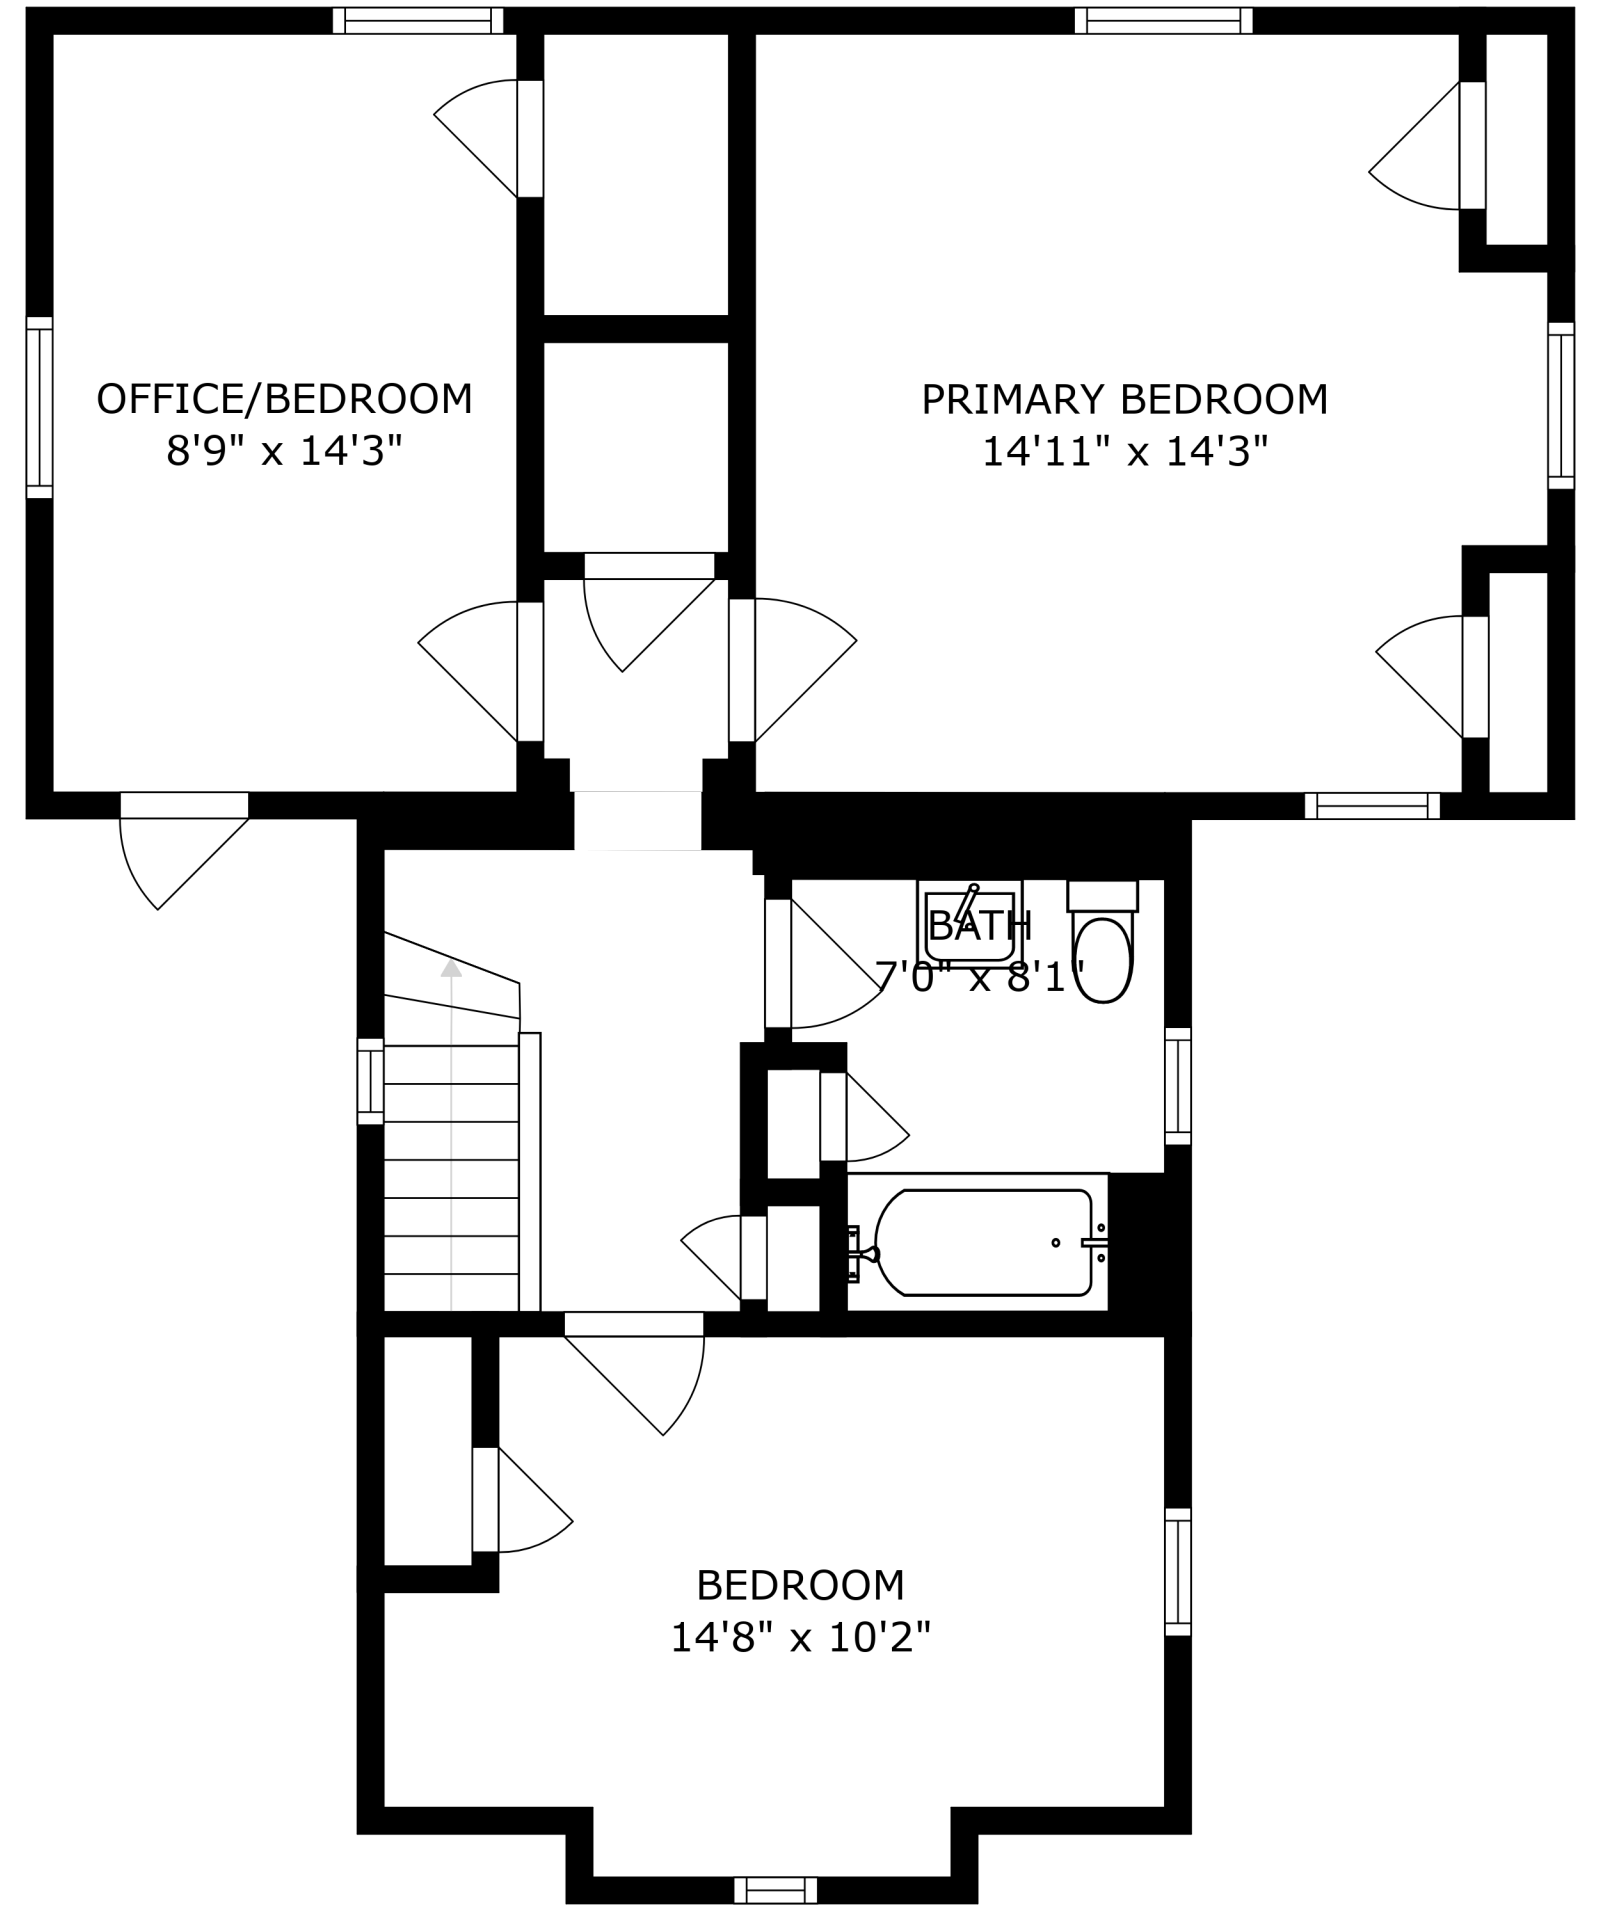 OFFICE/BEDROOM
8'9" x 14'3"
PRIMARY BEDROOM
14'11" x 14'3"
BATH
7'0" x 8'1"
BEDROOM
14'8" x 10'2"